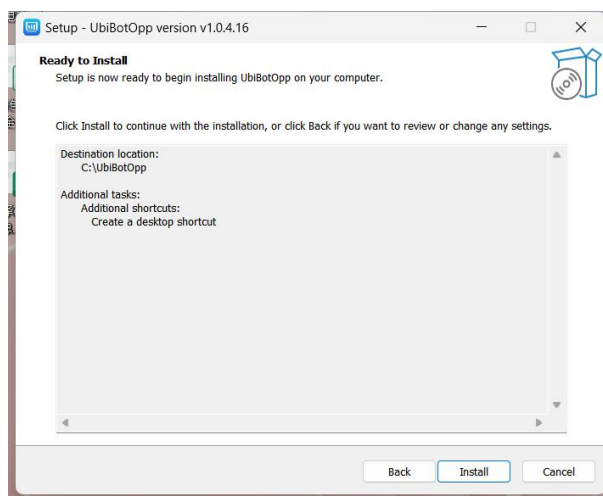 Setup - UbiBotOpp version v1.0.4.16
Ready to Install
Setup is now ready to begin installing UbiBotOpp on your computer.
Click Install to continue with the installation, or click Back if you want to review or change any settings.
Destination location:
C:\UbiBotOpp
Additional tasks:
Additional shortcuts:
Create a desktop shortcut
Back
Install
Cancel